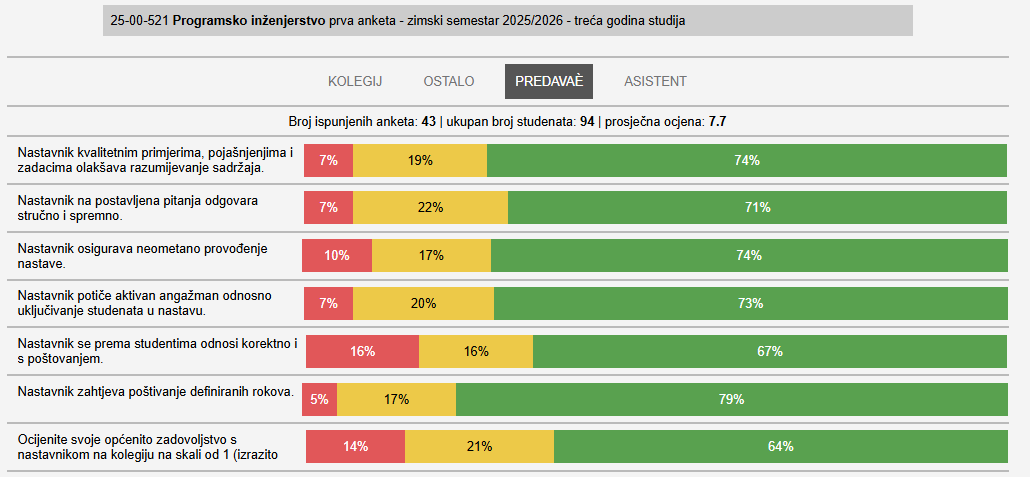 25-00-521 Programsko inženjerstvo prva anketa - zimski semestar 2025/2026 - treća godina studija
KOLEGIJ OSTALO PREDAVAÈ ASISTENT
Broj ispunjenih anketa: 43 | ukupan broj studenata: 94 | prosječna ocjena: 7.7
Nastavnik kvalitetnim primjerima, pojašnjenjima i
zadacima olakšava razumijevanje sadržaja.
7% 19% 74%
Nastavnik na postavljena pitanja odgovara
stručno i spremno.
7% 22% 71%
Nastavnik osigurava neometano provođenje
nastave.
10% 17% 74%
Nastavnik potiče aktivan angažman odnosno
uključivanje studenata u nastavu.
7% 20% 73%
Nastavnik se prema studentima odnosi korektno i
s poštovanjem.
16% 16% 67%
Nastavnik zahtjeva poštivanje definiranih rokova.
5% 17% 79%
Ocijenite svoje općenito zadovoljstvo s
nastavnikom na kolegiju na skali od 1 (izrazito
14% 21% 64%